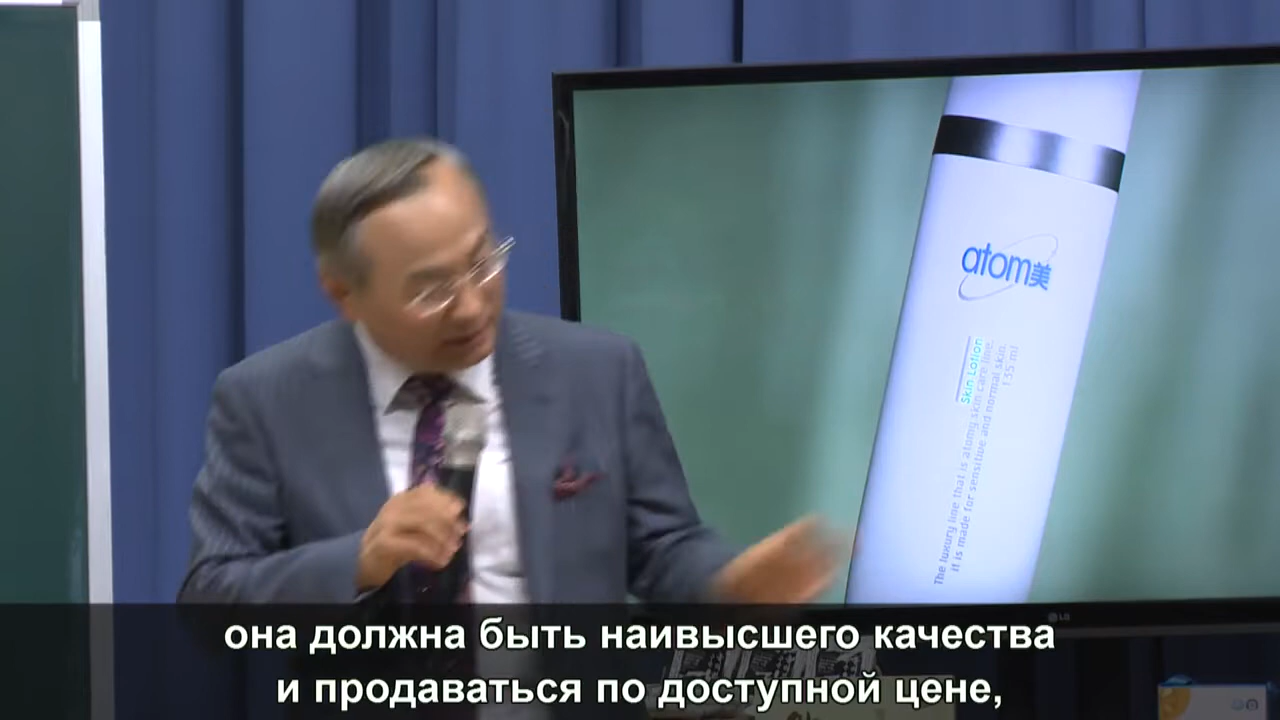 atom美
Skin Lotion
The luxury line that is atomy skin care line.
it is made for sensitive and normal skin.
135 ml
LG
она должна быть наивысшего качества
и продаваться по доступной цене,